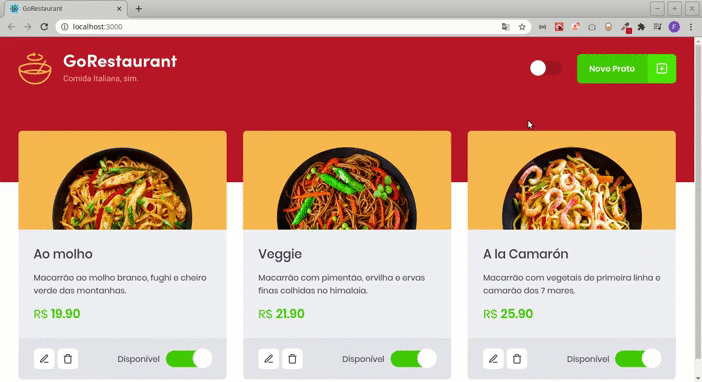 GoRestaurant
localhost:3000
GoRestaurant
Comida Italiana, sim.
Novo Prato
Ao molho
Macarrão ao molho branco, fughi e cheiro
verde das montanhas.
R$ 19.90
Disponível
Veggie
Macarrão com pimentão, ervilha e ervas
finas colhidas no himalaia.
R$ 21.90
Disponível
A la Camarón
Macarrão com vegetais de primeira linha e
camarão dos 7 mares.
R$ 25.90
Disponível